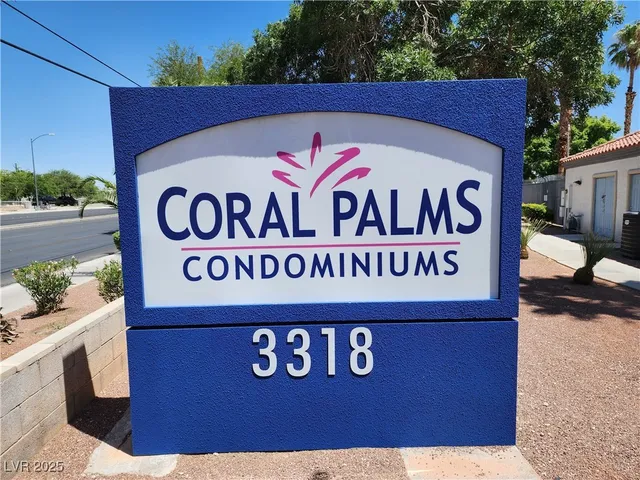 CORAL PALMS
CONDOMINIUMS
3318
LVR 2025